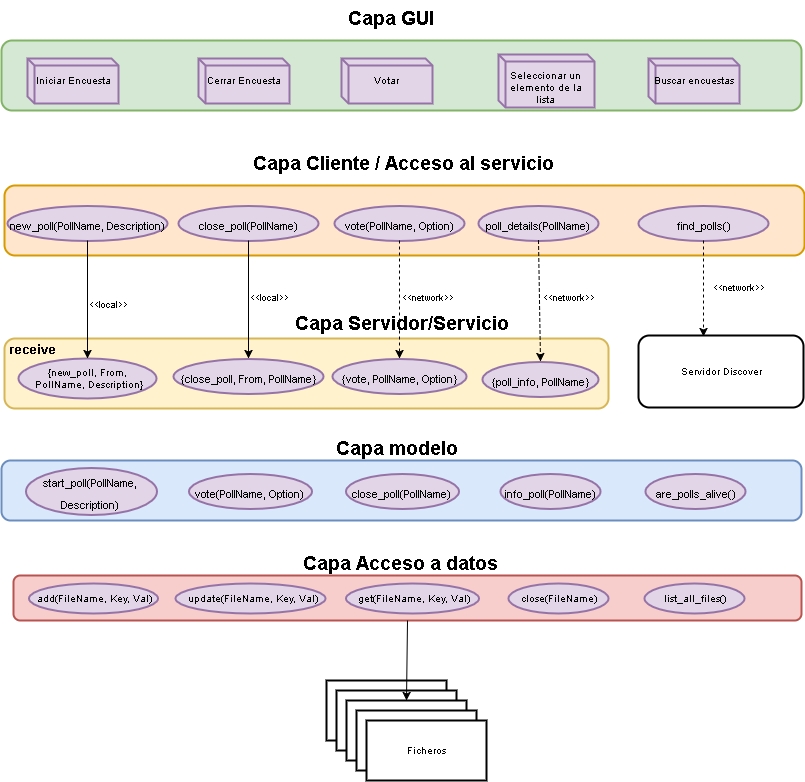 Capa GUI
Iniciar Encuesta
Cerrar Encuesta
Votar
Seleccionar un
elemento de la
lista
Buscar encuestas
Capa Cliente / Acceso al servicio
new_poll(PollName, Description)
close_poll(PollName)
vote(PollName, Option)
poll_details(PollName)
find_polls()
<<local>>
<<local>>
<<network>>
<<network>>
<<network>>
Capa Servidor/Servicio
receive
{new_poll, From,
PollName, Description}
{close_poll, From, PollName}
{vote, PollName, Option}
{poll_info, PollName}
Servidor Discover
Capa modelo
start_poll(PollName,
Description)
vote(PollName, Option)
close_poll(PollName)
info_poll(PollName)
are_polls_alive()
Capa Acceso a datos
add(FileName, Key, Val)
update(FileName, Key, Val)
get(FileName, Key, Val)
close(FileName)
list_all_files()
Ficheros